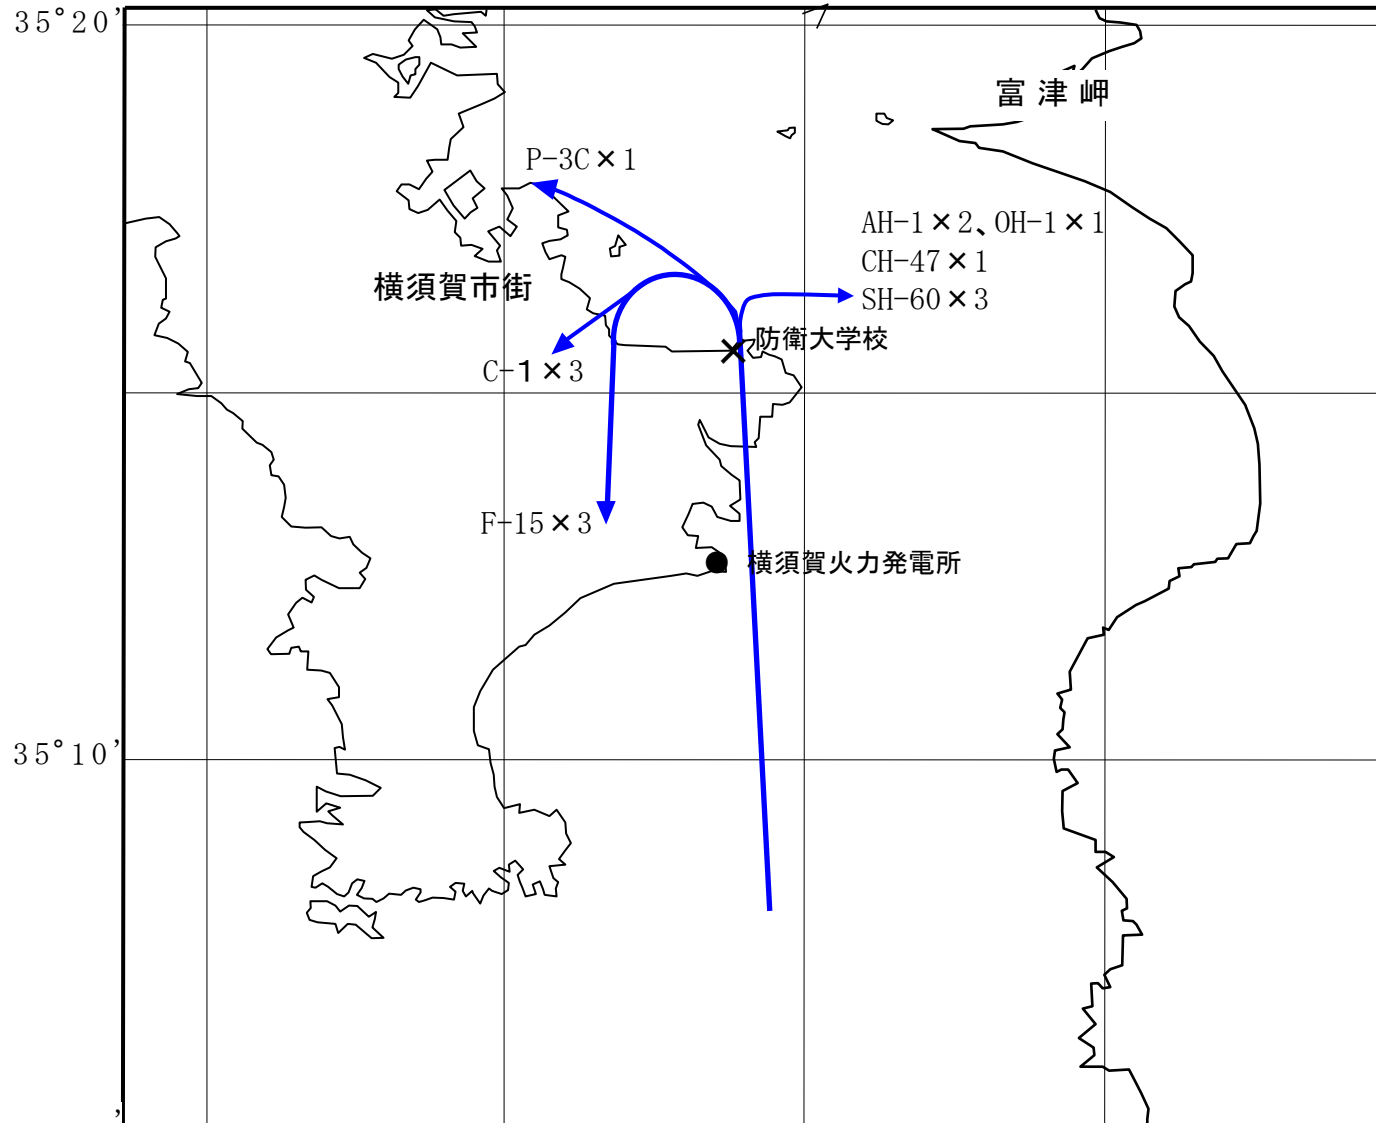 35°20'
富津岬
P-3C×1
AH-1×2、OH-1×1
CH-47×1
SH-60×3
横須賀市街
防衛大学校
C-1×3
F-15×3
横須賀火力発電所
35°10'
'